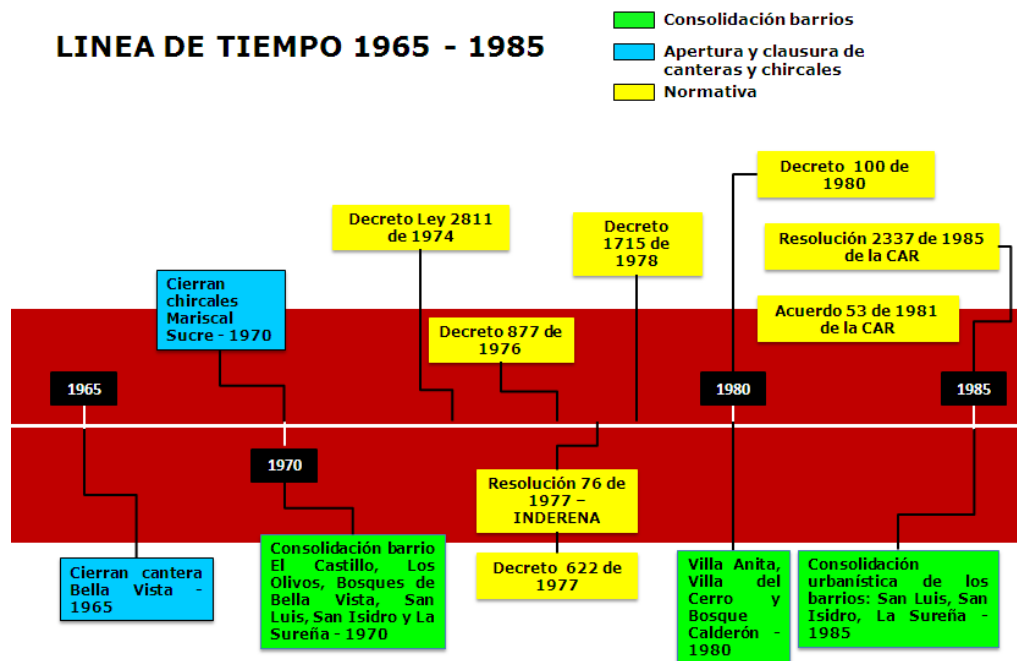 LINEA DE TIEMPO 1965 - 1985
Consolidación barrios
Apertura y clausura de
canteras y chircales
Normativa
Decreto 100 de
1980
Decreto Ley 2811
de 1974
Decreto
1715 de
1978
Resolución 2337 de 1985
de la CAR
Cierran
chircales
Mariscal
Sucre - 1970
Decreto 877 de
1976
Acuerdo 53 de 1981
de la CAR
1965
1980
1985
1970
Resolución 76 de
1977 –
INDERENA
Cierran cantera
Bella Vista -
1965
Consolidación barrio
El Castillo, Los
Olivos, Bosques de
Bella Vista, San
Luis, San Isidro y La
Sureña - 1970
Decreto 622 de
1977
Villa Anita,
Villa del
Cerro y
Bosque
Calderón -
1980
Consolidación
urbanística de los
barrios: San Luis, San
Isidro, La Sureña -
1985